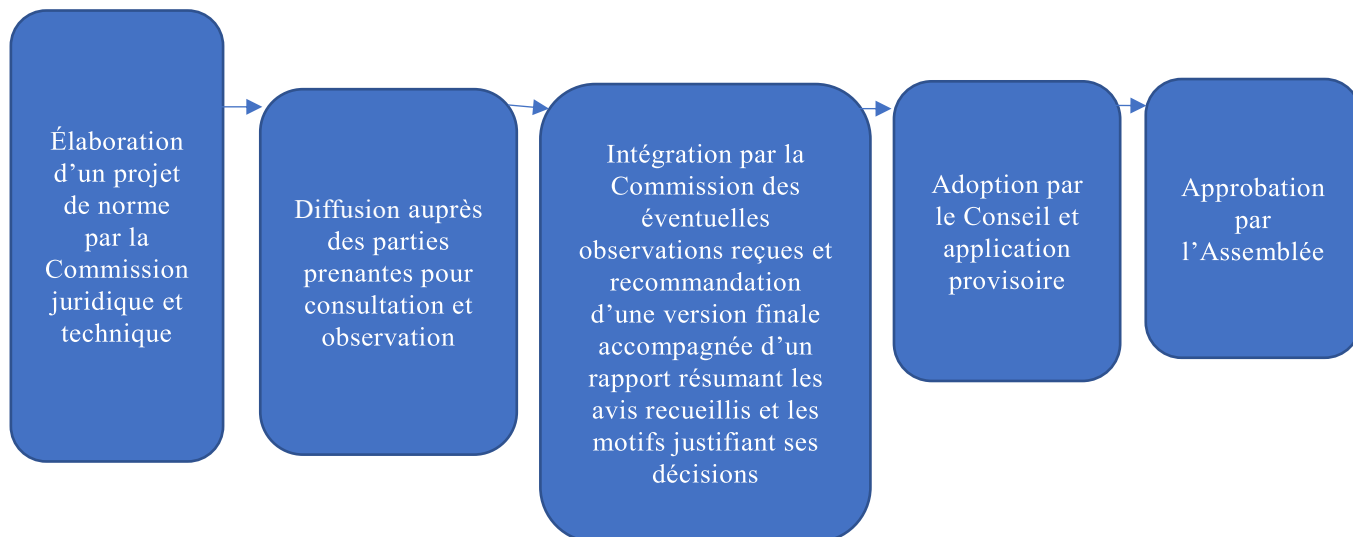 Élaboration
d’un projet
de norme
par la
Commission
juridique et
technique
Diffusion auprès
des parties
prenantes pour
consultation et
observation
Intégration par la
Commission des
éventuelles
observations reçues et
recommandation
d’une version finale
accompagnée d’un
rapport résumant les
avis recueillis et les
motifs justifiant ses
décisions
Adoption par
le Conseil et
application
provisoire
Approbation
par
l’Assemblée